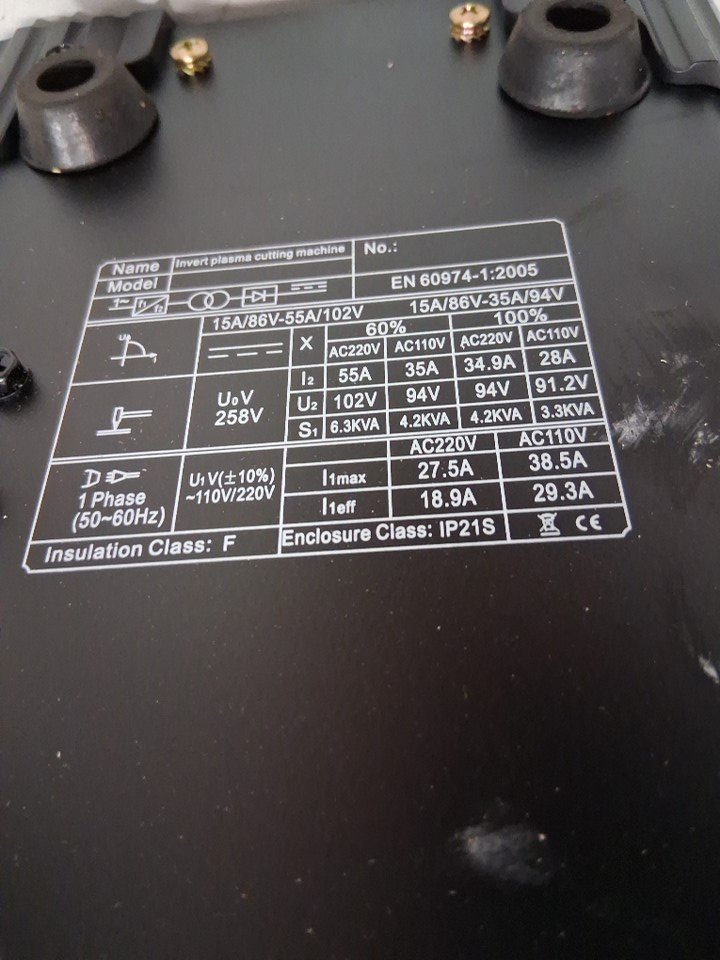 Name Invert plasma cutting machine No.:
Model EN 60974-1:2005
1~ f1 f2
15A/86V-55A/102V 15A/86V-35A/94V
X 60% 100%
AC220V AC110V AC220V AC110V
I2 55A 35A 34.9A 28A
U0V 258V U2 102V 94V 94V 91.2V
S1 6.3KVA 4.2KVA 4.2KVA 3.3KVA
AC220V AC110V
1 Phase (50~60Hz) U1V(±10%) ~110V/220V I1max 27.5A 38.5A
I1eff 18.9A 29.3A
Insulation Class: F Enclosure Class: IP21S CE